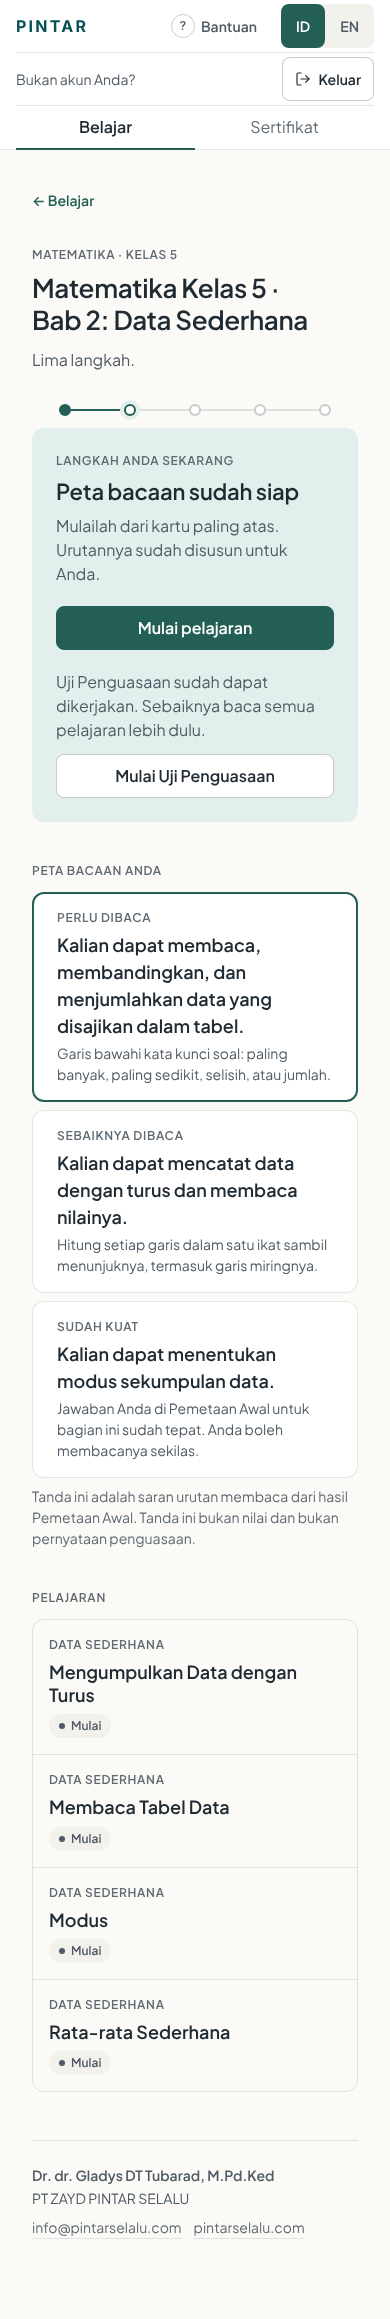 PINTAR
? Bantuan
ID EN
Bukan akun Anda?
Keluar
Belajar Sertifikat
← Belajar
MATEMATIKA · KELAS 5
Matematika Kelas 5 ·
Bab 2: Data Sederhana
Lima langkah.
LANGKAH ANDA SEKARANG
Peta bacaan sudah siap
Mulailah dari kartu paling atas.
Urutannya sudah disusun untuk
Anda.
Mulai pelajaran
Uji Penguasaan sudah dapat
dikerjakan. Sebaiknya baca semua
pelajaran lebih dulu.
Mulai Uji Penguasaan
PETA BACAAN ANDA
PERLU DIBACA
Kalian dapat membaca,
membandingkan, dan
menjumlahkan data yang
disajikan dalam tabel.
Garis bawahi kata kunci soal: paling
banyak, paling sedikit, selisih, atau jumlah.
SEBAIKNYA DIBACA
Kalian dapat mencatat data
dengan turus dan membaca
nilainya.
Hitung setiap garis dalam satu ikat sambil
menunjuknya, termasuk garis miringnya.
SUDAH KUAT
Kalian dapat menentukan
modus sekumpulan data.
Jawaban Anda di Pemetaan Awal untuk
bagian ini sudah tepat. Anda boleh
membacanya sekilas.
Tanda ini adalah saran urutan membaca dari hasil
Pemetaan Awal. Tanda ini bukan nilai dan bukan
pernyataan penguasaan.
PELAJARAN
DATA SEDERHANA
Mengumpulkan Data dengan
Turus
Mulai
DATA SEDERHANA
Membaca Tabel Data
Mulai
DATA SEDERHANA
Modus
Mulai
DATA SEDERHANA
Rata-rata Sederhana
Mulai
Dr. dr. Gladys DT Tubarad, M.Pd.Ked
PT ZAYD PINTAR SELALU
info@pintarselalu.com pintarselalu.com